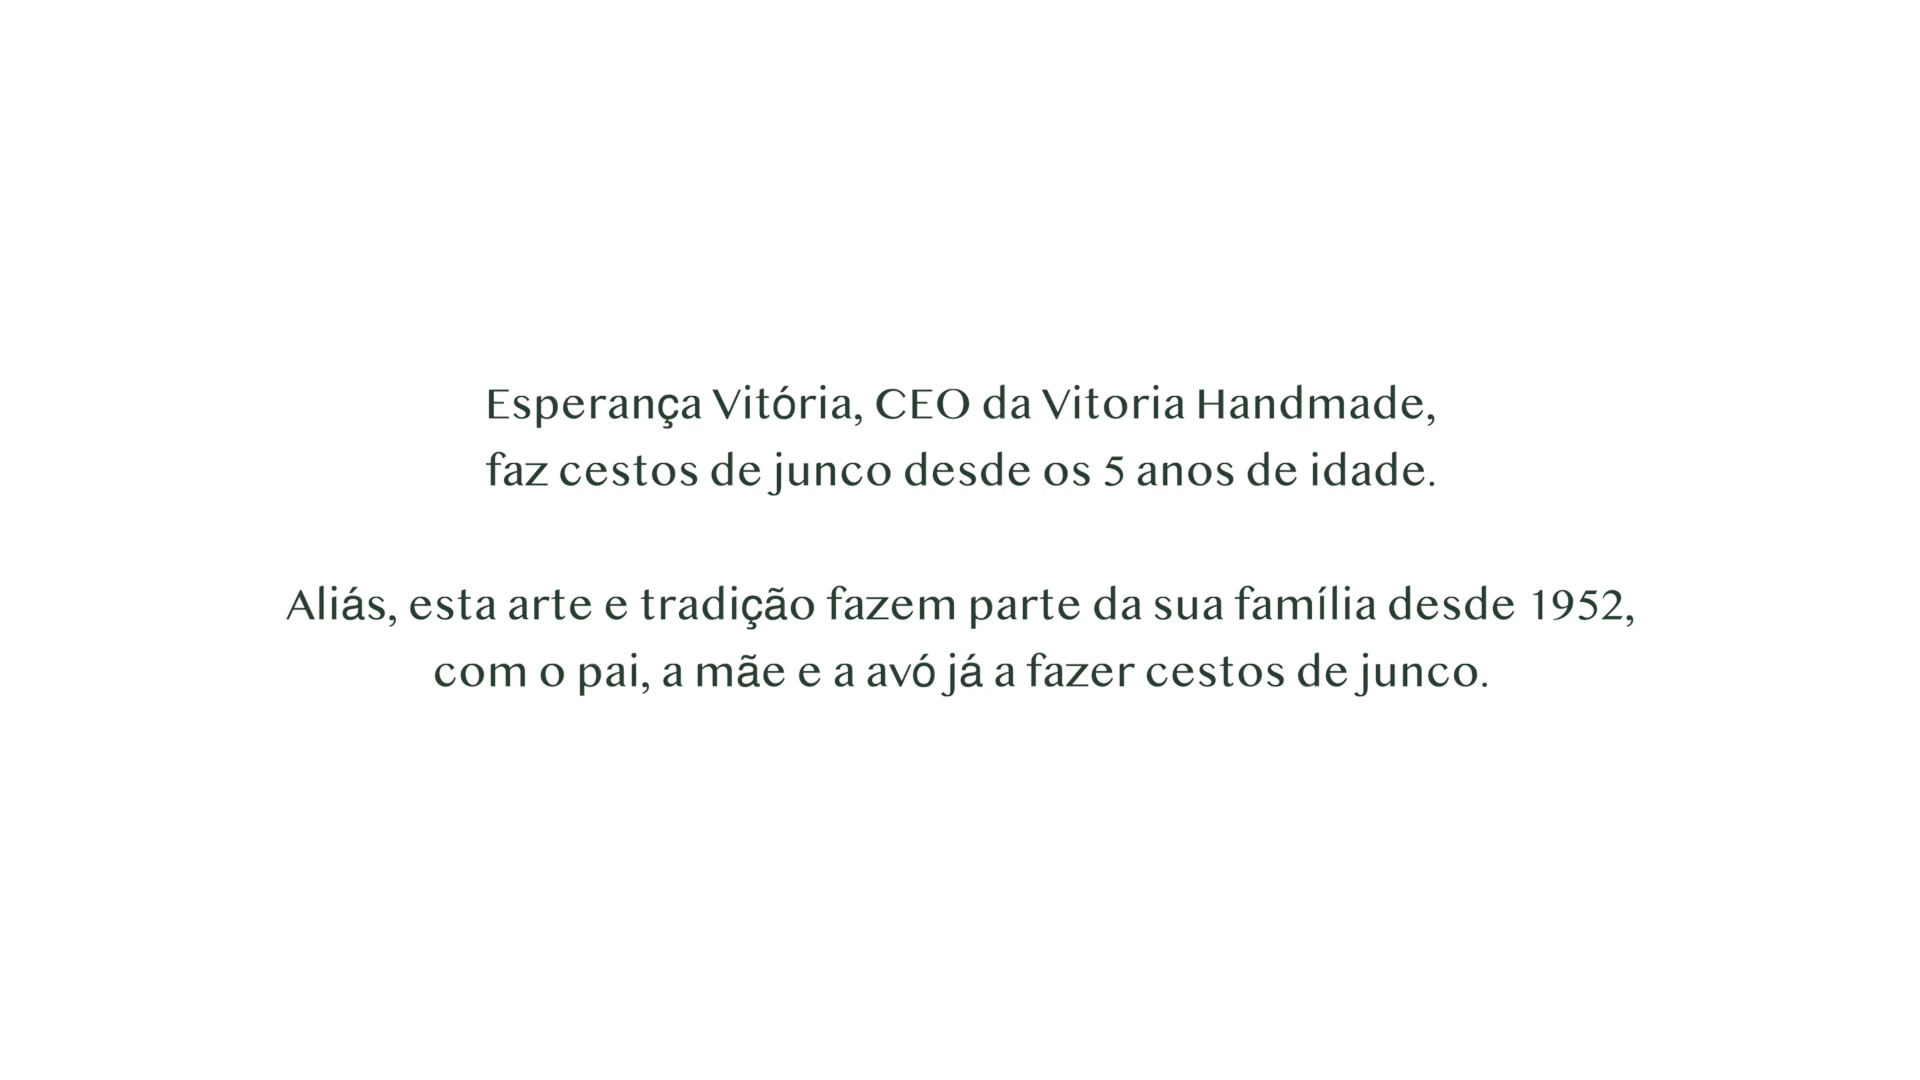 Esperança Vitória, CEO da Vitoria Handmade,
faz cestos de junco desde os 5 anos de idade.
Aliás, esta arte e tradição fazem parte da sua família desde 1952,
com o pai, a mãe e a avó já a fazer cestos de junco.